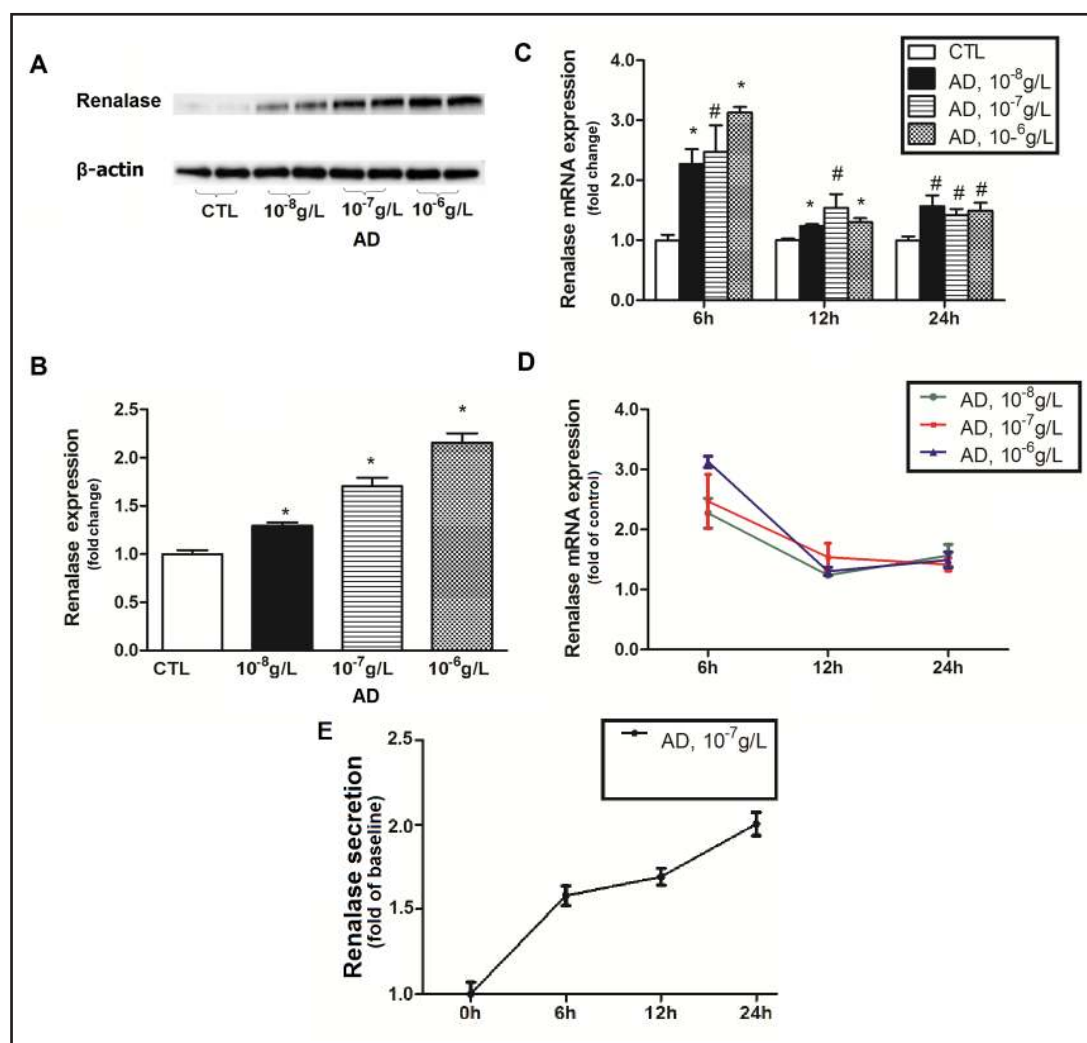 A
Renalase
β-actin
CTL 10⁻⁸g/L 10⁻⁷g/L 10⁻⁶g/L
AD
B
Renalase expression
(fold change)
2.5
2.0
1.5
1.0
0.5
0.0
*
*
*
CTL 10⁻⁸g/L 10⁻⁷g/L 10⁻⁶g/L
AD
C
CTL
AD, 10⁻⁸g/L
AD, 10⁻⁷g/L
AD, 10-⁶g/L
Renalase mRNA expression
(fold change)
4.0
3.0
2.0
1.0
0.0
* # *
* # *
# # #
6h 12h 24h
D
AD, 10⁻⁸g/L
AD, 10⁻⁷g/L
AD, 10⁻⁶g/L
Renalase mRNA expression
(fold of control)
4.0
3.0
2.0
1.0
0.0
6h 12h 24h
E
AD, 10⁻⁷g/L
Renalase secretion
(fold of baseline)
2.5
2.0
1.5
1.0
0h 6h 12h 24h